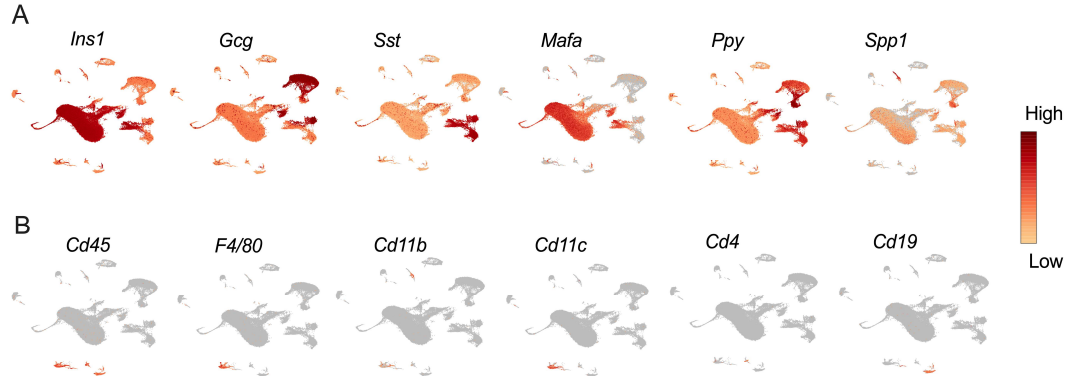 A
Ins1 Gcg Sst Mafa Ppy Spp1
High
Low
B
Cd45 F4/80 Cd11b Cd11c Cd4 Cd19